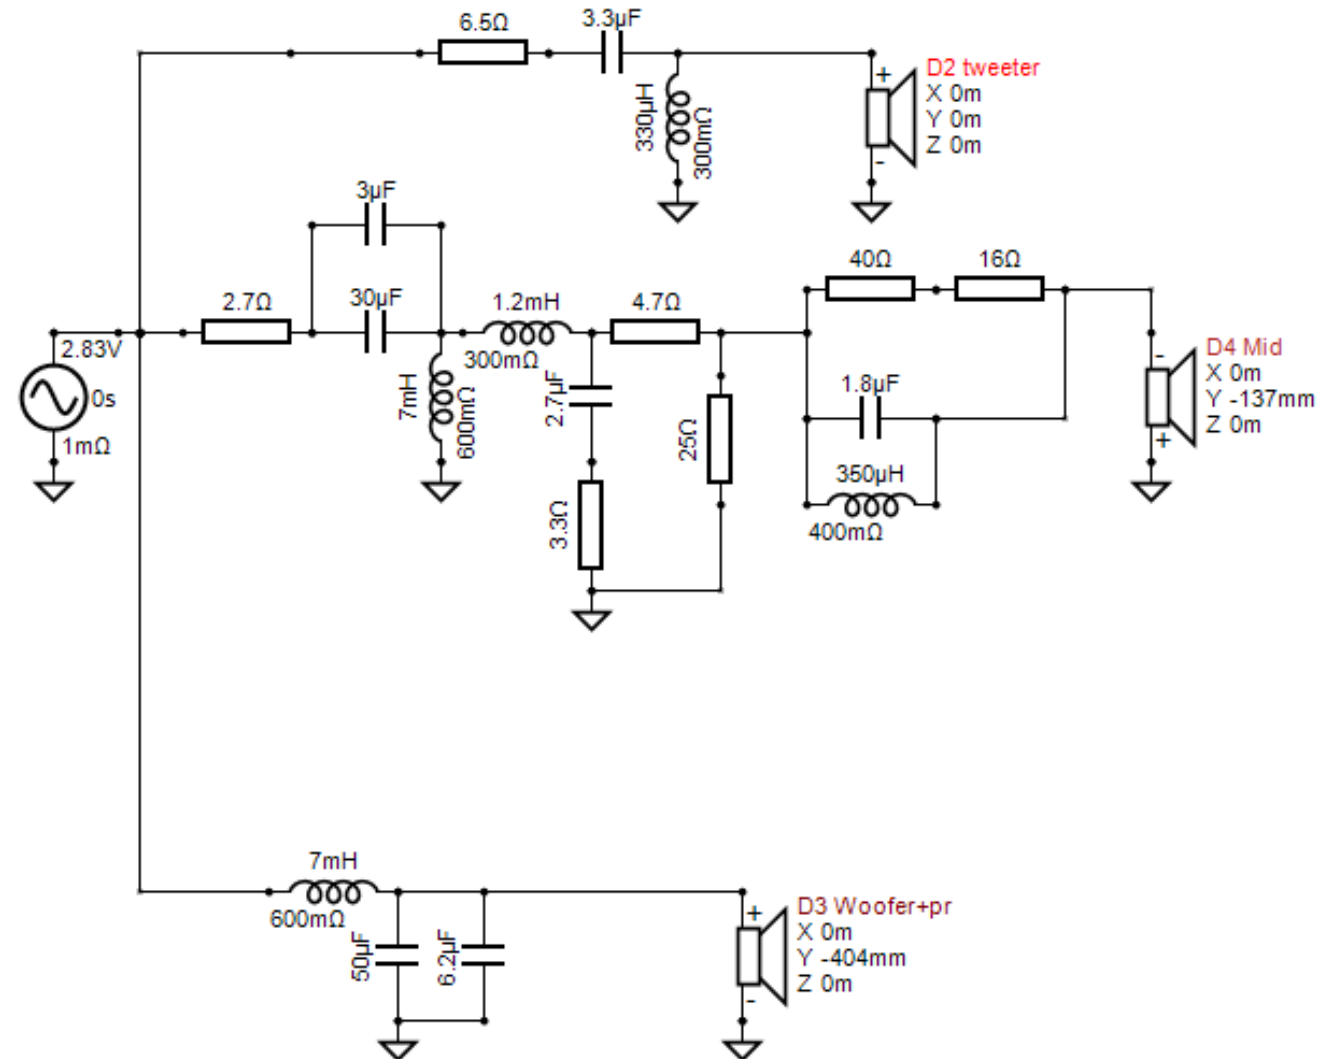 6.5Ω
3.3µF
330µH
300mΩ
D2 tweeter
X 0m
Y 0m
Z 0m
+
-
3µF
2.7Ω
30µF
7mH
600mΩ
1.2mH
300mΩ
4.7Ω
2.7µF
3.3Ω
25Ω
40Ω
16Ω
1.8µF
350µH
400mΩ
-
+
D4 Mid
X 0m
Y -137mm
Z 0m
2.83V
0s
1mΩ
7mH
600mΩ
50µF
6.2µF
+
-
D3 Woofer+pr
X 0m
Y -404mm
Z 0m